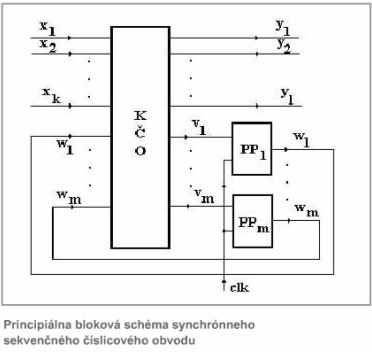 x1
y1
x2
y2
xk
yl
K
Č
O
w1
v1
PP1
w1
wm
vm
PPm
wm
clk
Principiálna bloková schéma synchrónneho
sekvenčného číslicového obvodu